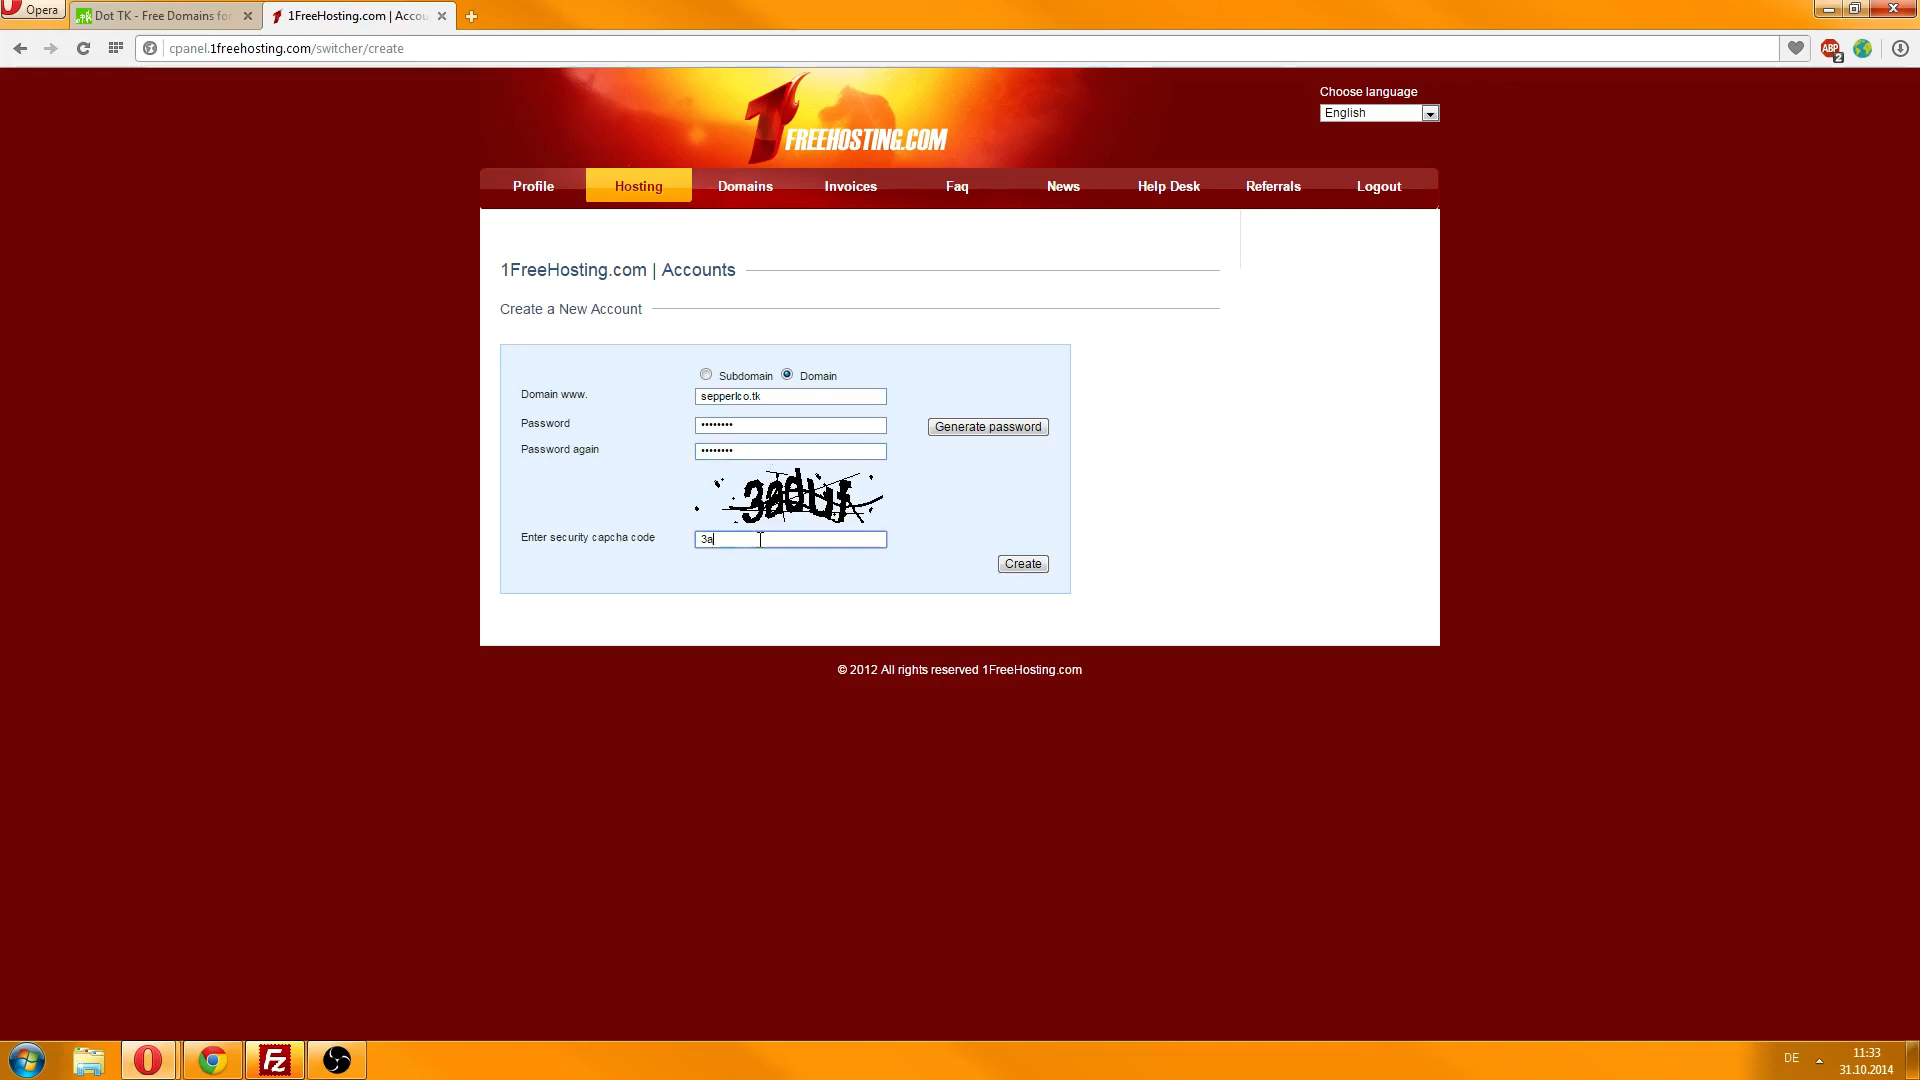 Opera
Dot TK - Free Domains for
1FreeHosting.com | Accou
cpanel.1freehosting.com/switcher/create
ABP
2
Choose language
English
1FREEHOSTING.COM
Profile
Hosting
Domains
Invoices
Faq
News
Help Desk
Referrals
Logout
1FreeHosting.com | Accounts
Create a New Account
Subdomain
Domain
Domain www.
sepperlco.tk
Password
••••••••
Generate password
Password again
••••••••
Enter security capcha code
3a
Create
© 2012 All rights reserved 1FreeHosting.com
Fz
DE
11:33
31.10.2014